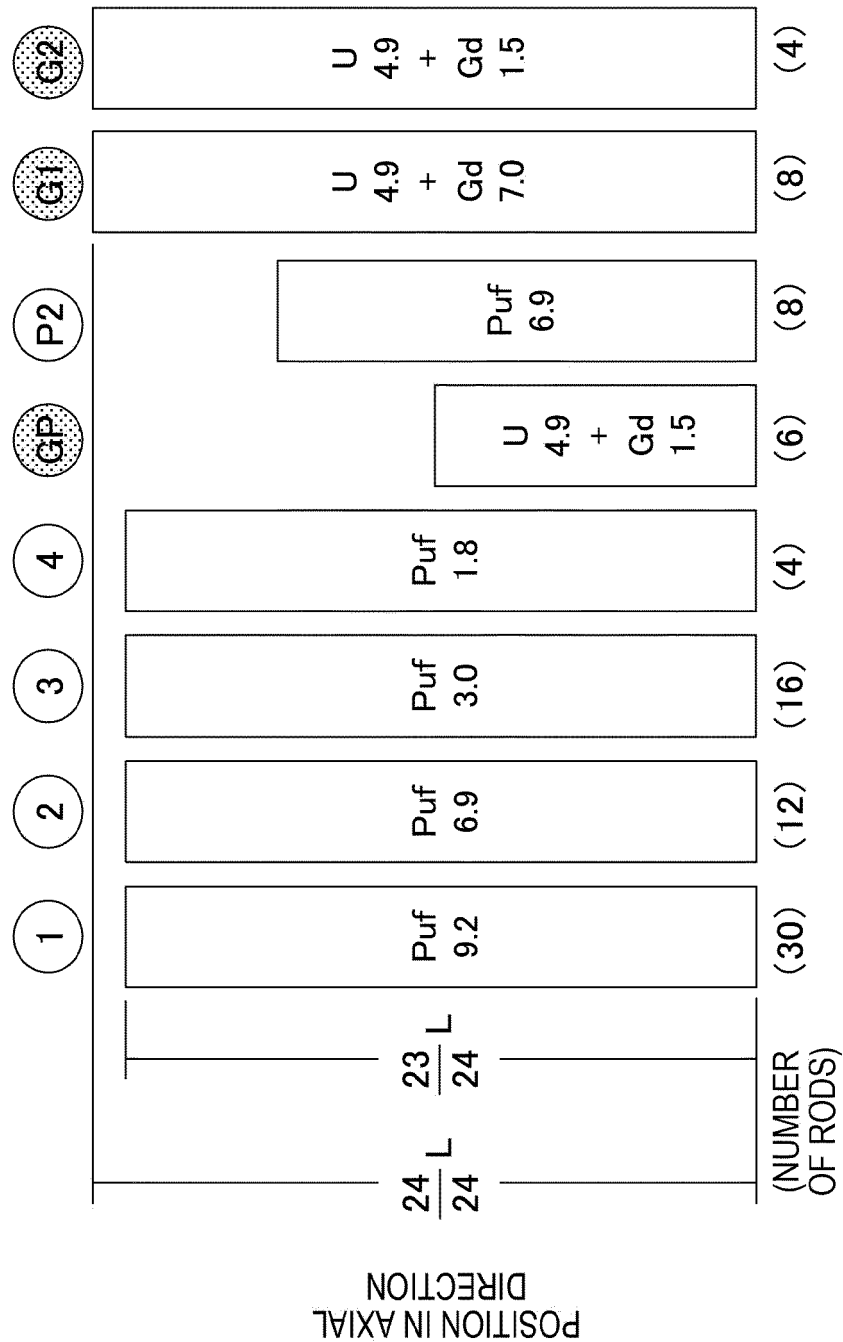 POSITION IN AXIAL
DIRECTION
24
24
L
23
24
L
(NUMBER
OF RODS)
1
Puf
9.2
(30)
2
Puf
6.9
(12)
3
Puf
3.0
(16)
4
Puf
1.8
(4)
GP
U
4.9
+
Gd
1.5
(6)
P2
Puf
6.9
(8)
G1
U
4.9
+
Gd
7.0
(8)
G2
U
4.9
+
Gd
1.5
(4)